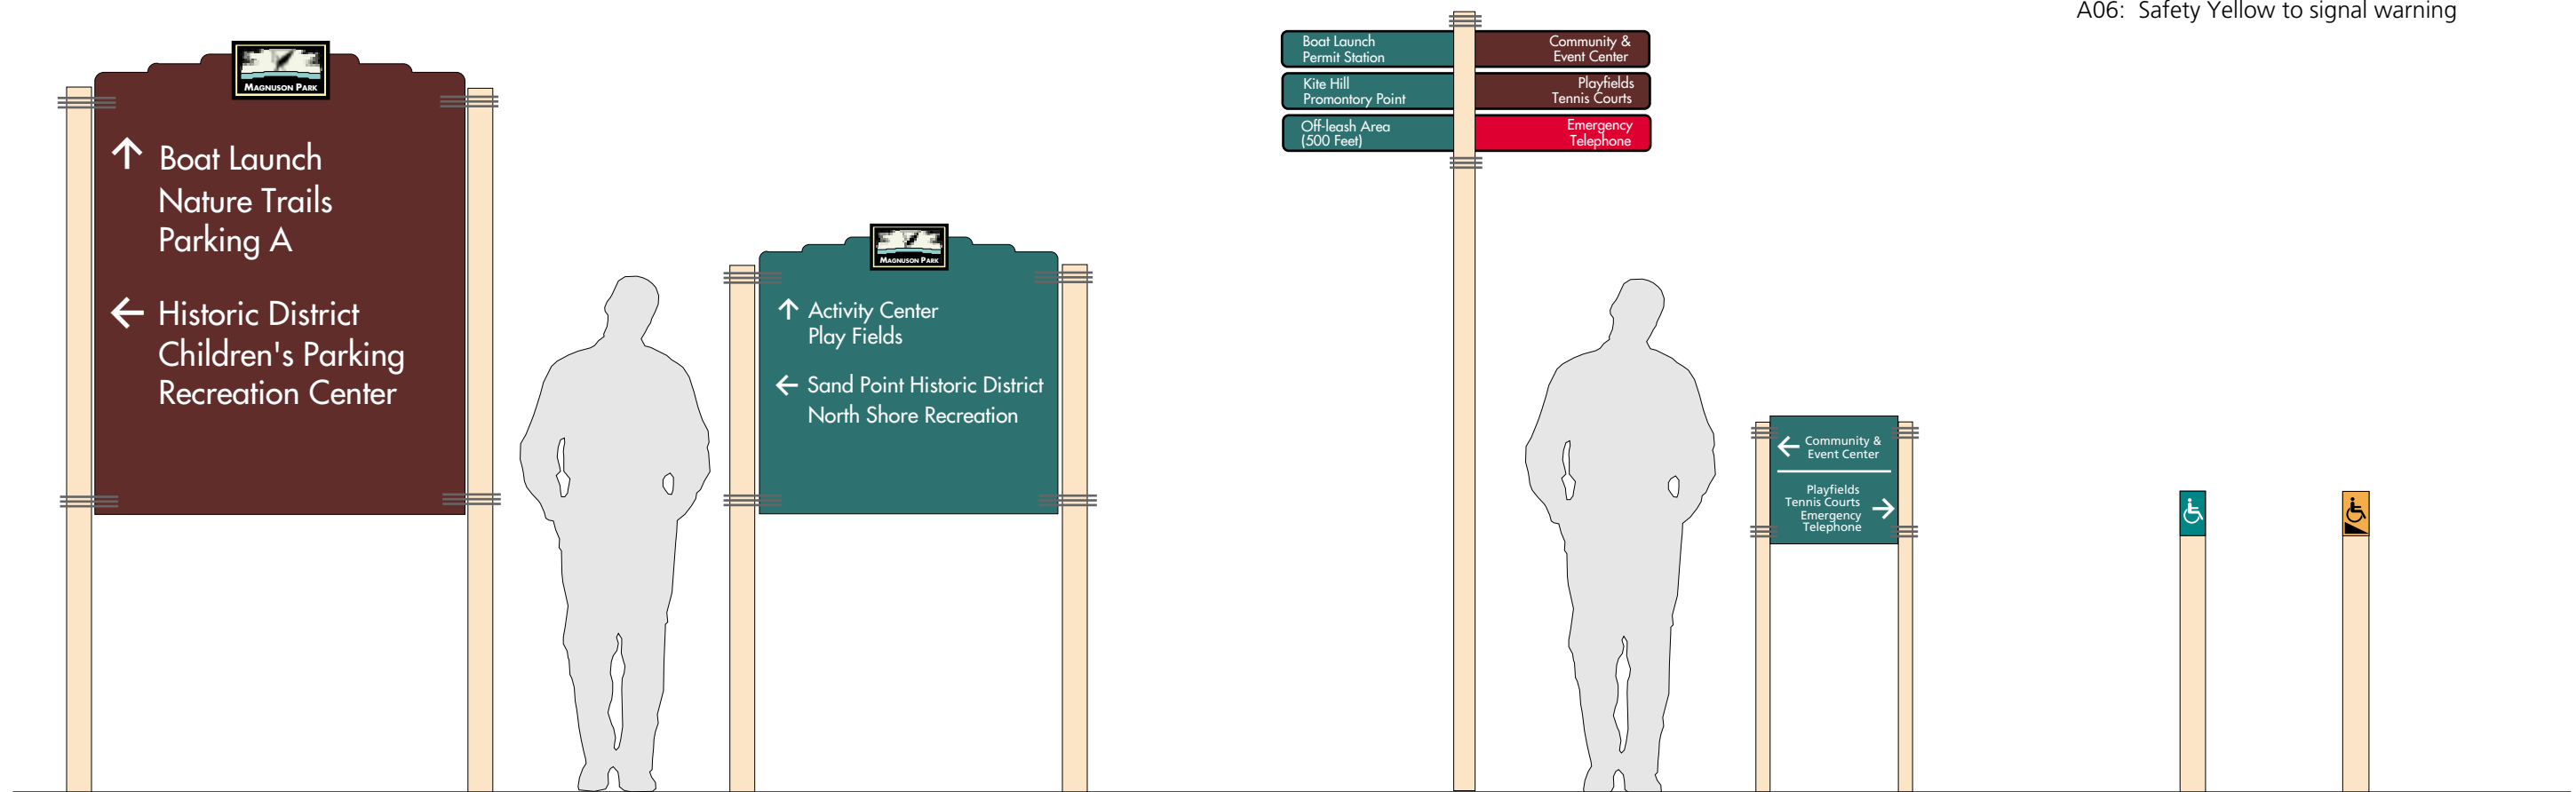 A06: Safety Yellow to signal warning
MAGNUSON PARK
↑ Boat Launch
Nature Trails
Parking A
← Historic District
Children's Parking
Recreation Center
MAGNUSON PARK
↑ Activity Center
Play Fields
← Sand Point Historic District
North Shore Recreation
Boat Launch
Permit Station
Kite Hill
Promontory Point
Off-leash Area
(500 Feet)
Community &
Event Center
Playfields
Tennis Courts
Emergency
Telephone
← Community &
Event Center
Playfields
Tennis Courts
Emergency →
Telephone